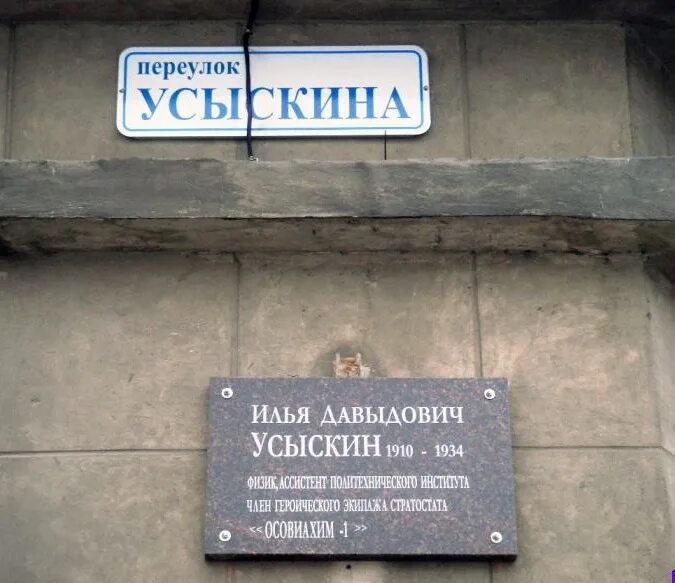 переулок
УСЫСКИНА
ИЛЬЯ ДАВЫДОВИЧ
УСЫСКИН 1910 - 1934
ФИЗИК, АССИСТЕНТ ПОЛИТЕХНИЧЕСКОГО ИНСТИТУТА
ЧЛЕН ГЕРОИЧЕСКОГО ЭКИПАЖА СТРАТОСТАТА
<< ОСОВИАХИМ -1 >>